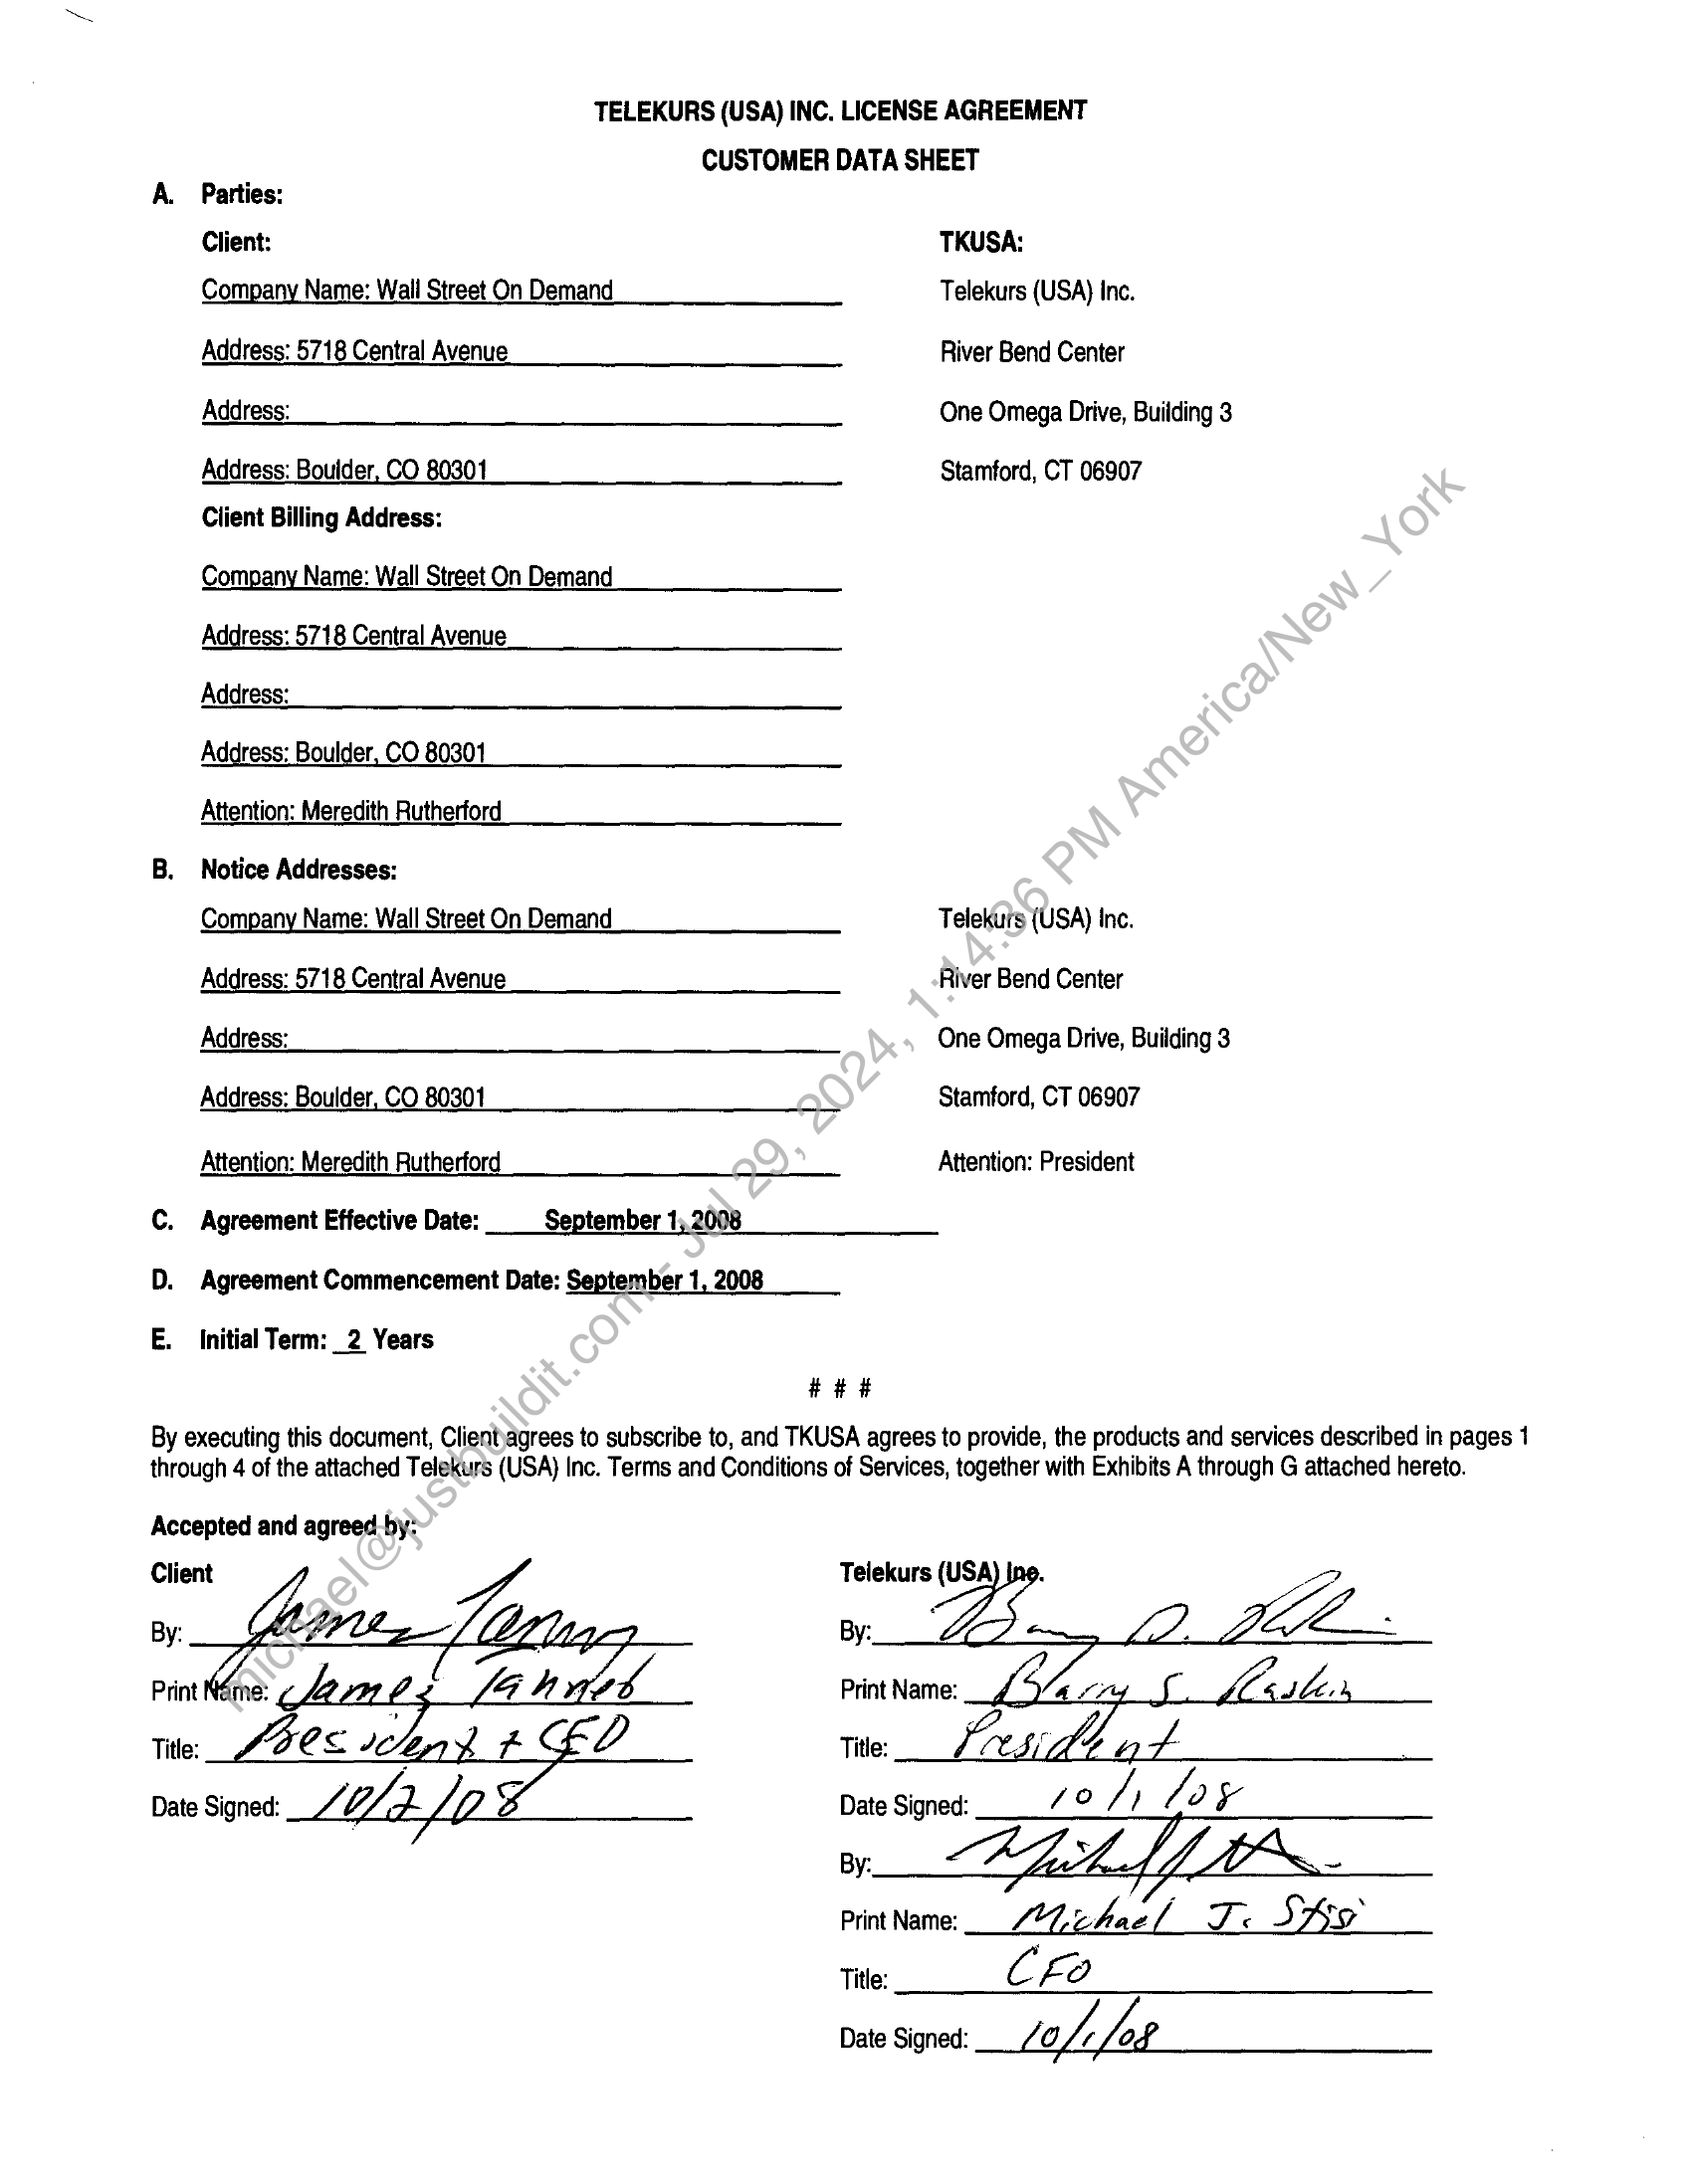 TELEKURS (USA) INC. LICENSE AGREEMENT
CUSTOMER DATA SHEET
A. Parties:
Client:
Company Name: Wall Street On Demand
Address: 5718 Central Avenue
Address:
Address: Boulder, CO 80301
TKUSA:
Telekurs (USA) Inc.
River Bend Center
One Omega Drive, Building 3
Stamford, CT 06907
Client Billing Address:
Company Name: Wall Street On Demand
Address: 5718 Central Avenue
Address:
Address: Boulder, CO 80301
Attention: Meredith Rutherford
B. Notice Addresses:
Company Name: Wall Street On Demand
Address: 5718 Central Avenue
Address:
Address: Boulder, CO 80301
Attention: Meredith Rutherford
Telekurs (USA) Inc.
River Bend Center
One Omega Drive, Building 3
Stamford, CT 06907
Attention: President
C. Agreement Effective Date: September 1, 2008
D. Agreement Commencement Date: September 1, 2008
E. Initial Term: 2 Years
# # #
By executing this document, Client agrees to subscribe to, and TKUSA agrees to provide, the products and services described in pages 1
through 4 of the attached Telekurs (USA) Inc. Terms and Conditions of Services, together with Exhibits A through G attached hereto.
Accepted and agreed by:
Client
By: James
Print Name: James Tanner
Title: President + CEO
Date Signed: 10/2/08
Telekurs (USA) Inc.
By:
Print Name: Barry S. Raskin
Title: President
Date Signed: 10/1/08
By:
Print Name: Michael J. Stisi
Title: CFO
Date Signed: 10/1/08
michael@justbuildit.com - Jul 29, 2024, 1:14:36 PM America/New_York